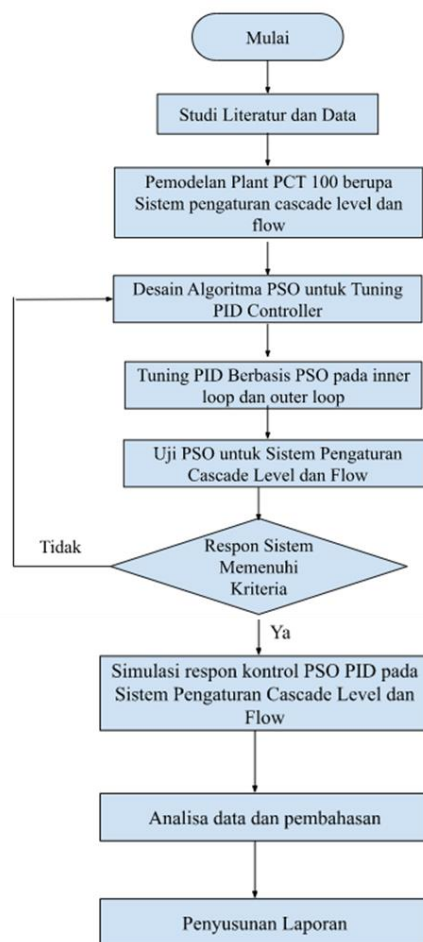 Mulai
Studi Literatur dan Data
Pemodelan Plant PCT 100 berupa
Sistem pengaturan cascade level dan
flow
Desain Algoritma PSO untuk Tuning
PID Controller
Tuning PID Berbasis PSO pada inner
loop dan outer loop
Uji PSO untuk Sistem Pengaturan
Cascade Level dan Flow
Tidak
Respon Sistem
Memenuhi
Kriteria
Ya
Simulasi respon kontrol PSO PID pada
Sistem Pengaturan Cascade Level dan
Flow
Analisa data dan pembahasan
Penyusunan Laporan